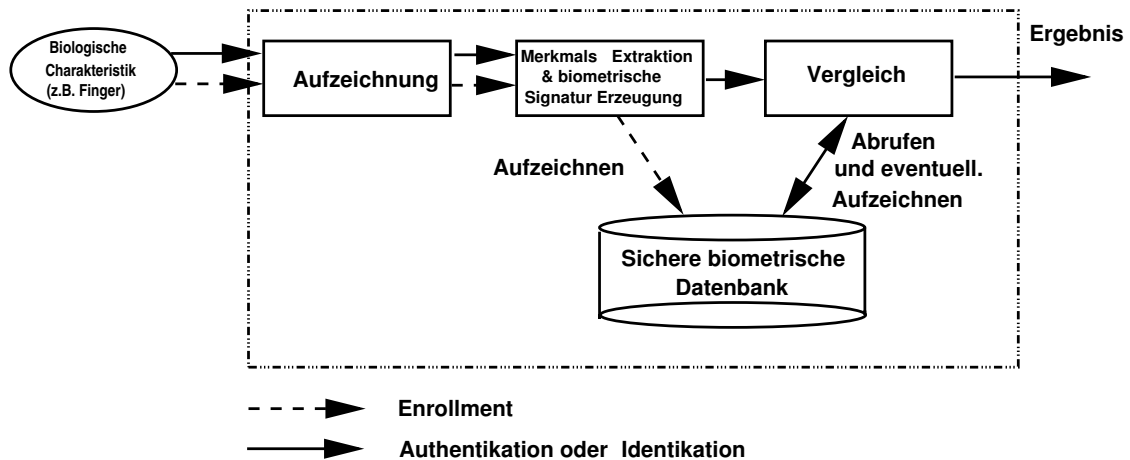 Biologische
Charakteristik
(z.B. Finger)
Aufzeichnung
Merkmals Extraktion
& biometrische
Signatur Erzeugung
Vergleich
Ergebnis
Aufzeichnen
Abrufen
und eventuell.
Aufzeichnen
Sichere biometrische
Datenbank
Enrollment
Authentikation oder Identikation